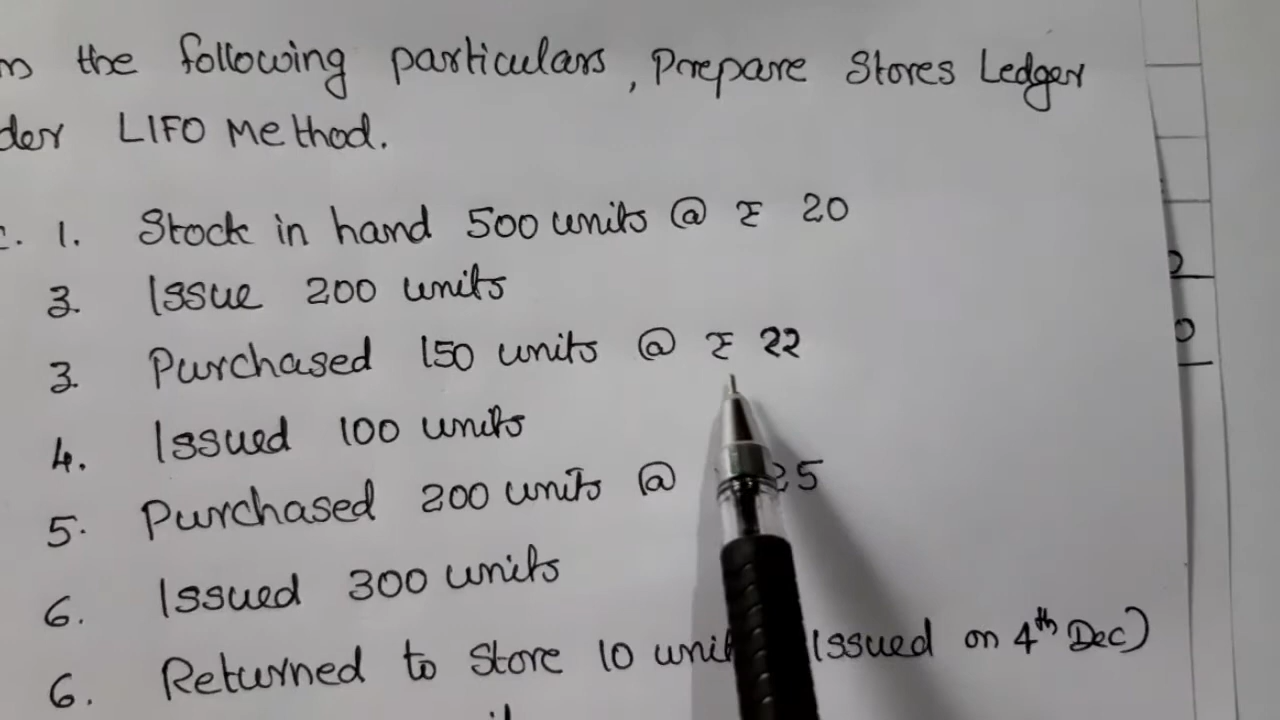 the following particulars, Prepare Stores Ledger
LIFO Method.
1. Stock in hand 500 units @ ₹ 20
3. Issue 200 units
3. Purchased 150 units @ ₹ 22
4. Issued 100 units
5. Purchased 200 units @ 25
6. Issued 300 units
6. Returned to store 10 Issued on 4th Dec)